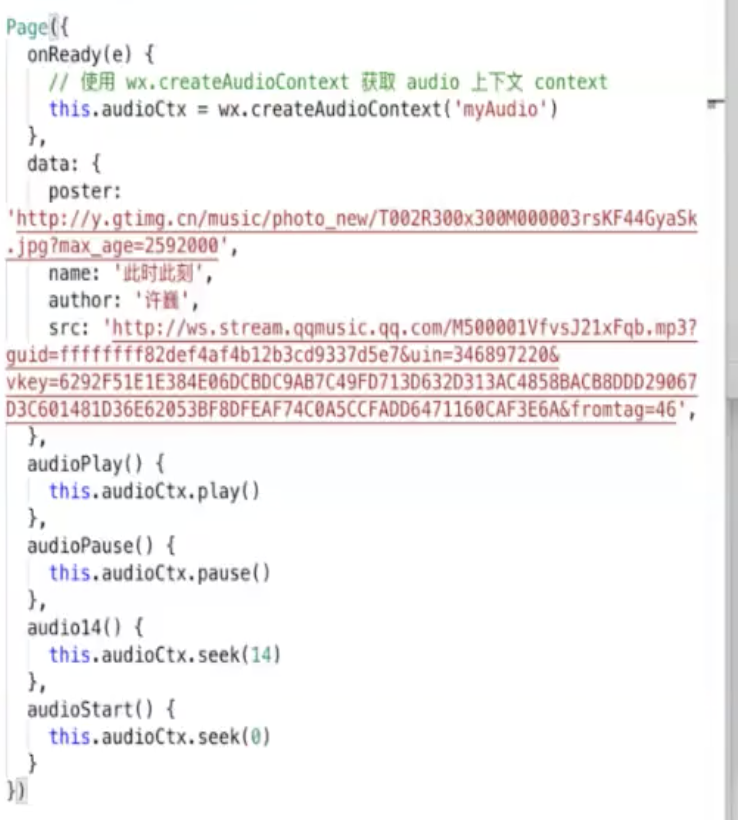 Page({
onReady(e) {
// 使用 wx.createAudioContext 获取 audio 上下文 context
this.audioCtx = wx.createAudioContext('myAudio')
},
data: {
poster:
'http://y.gtimg.cn/music/photo_new/T002R300x300M000003rsKF44GyaSk
.jpg?max_age=2592000',
name: '此时此刻',
author: '许巍',
src: 'http://ws.stream.qqmusic.qq.com/M500001VfvsJ21xFqb.mp3?
guid=ffffffff82def4af4b12b3cd9337d5e7&uin=346897220&
vkey=6292F51E1E384E06DCBDC9AB7C49FD713D632D313AC4858BACB8DDD29067
D3C601481D36E62053BF8DFEAF74C0A5CCFADD6471160CAF3E6A&fromtag=46',
},
audioPlay() {
this.audioCtx.play()
},
audioPause() {
this.audioCtx.pause()
},
audio14() {
this.audioCtx.seek(14)
},
audioStart() {
this.audioCtx.seek(0)
}
})